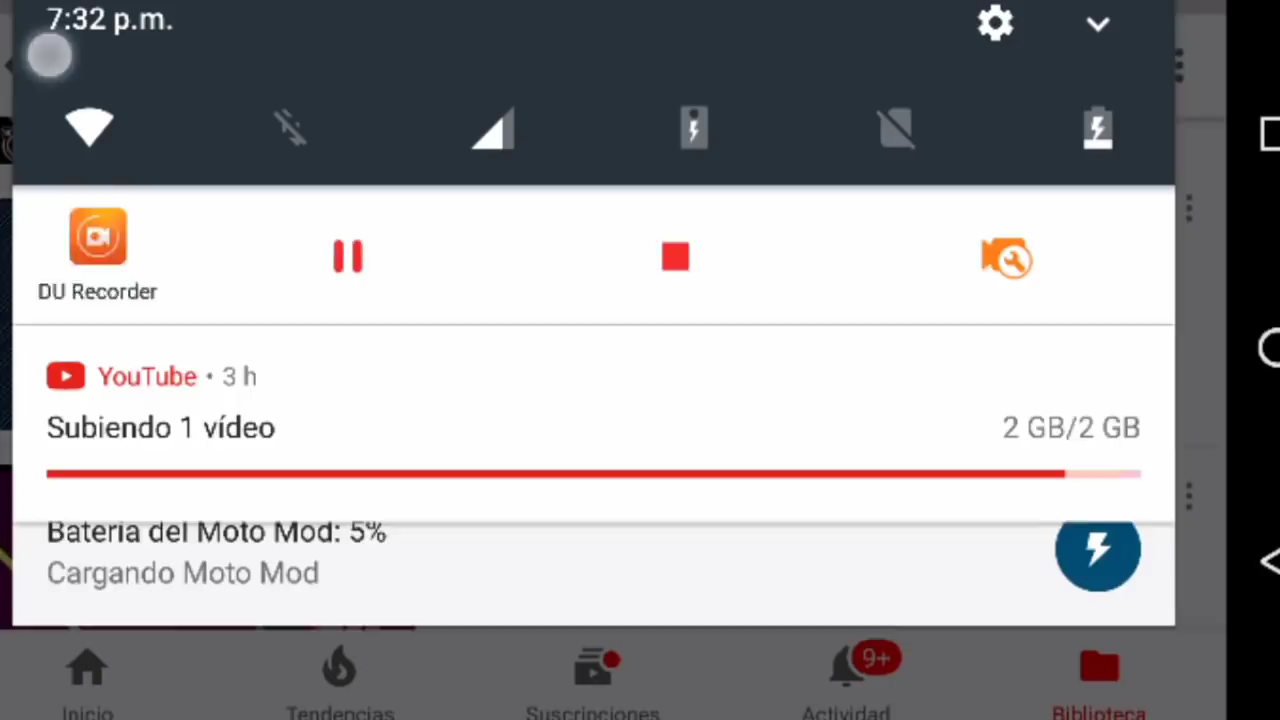 7:32 p.m.
DU Recorder
YouTube • 3 h
Subiendo 1 vídeo
2 GB/2 GB
Bateria del Moto Mod: 5%
Cargando Moto Mod
9+
Inicio
Tendencias
Suscripciones
Actividad
Biblioteca